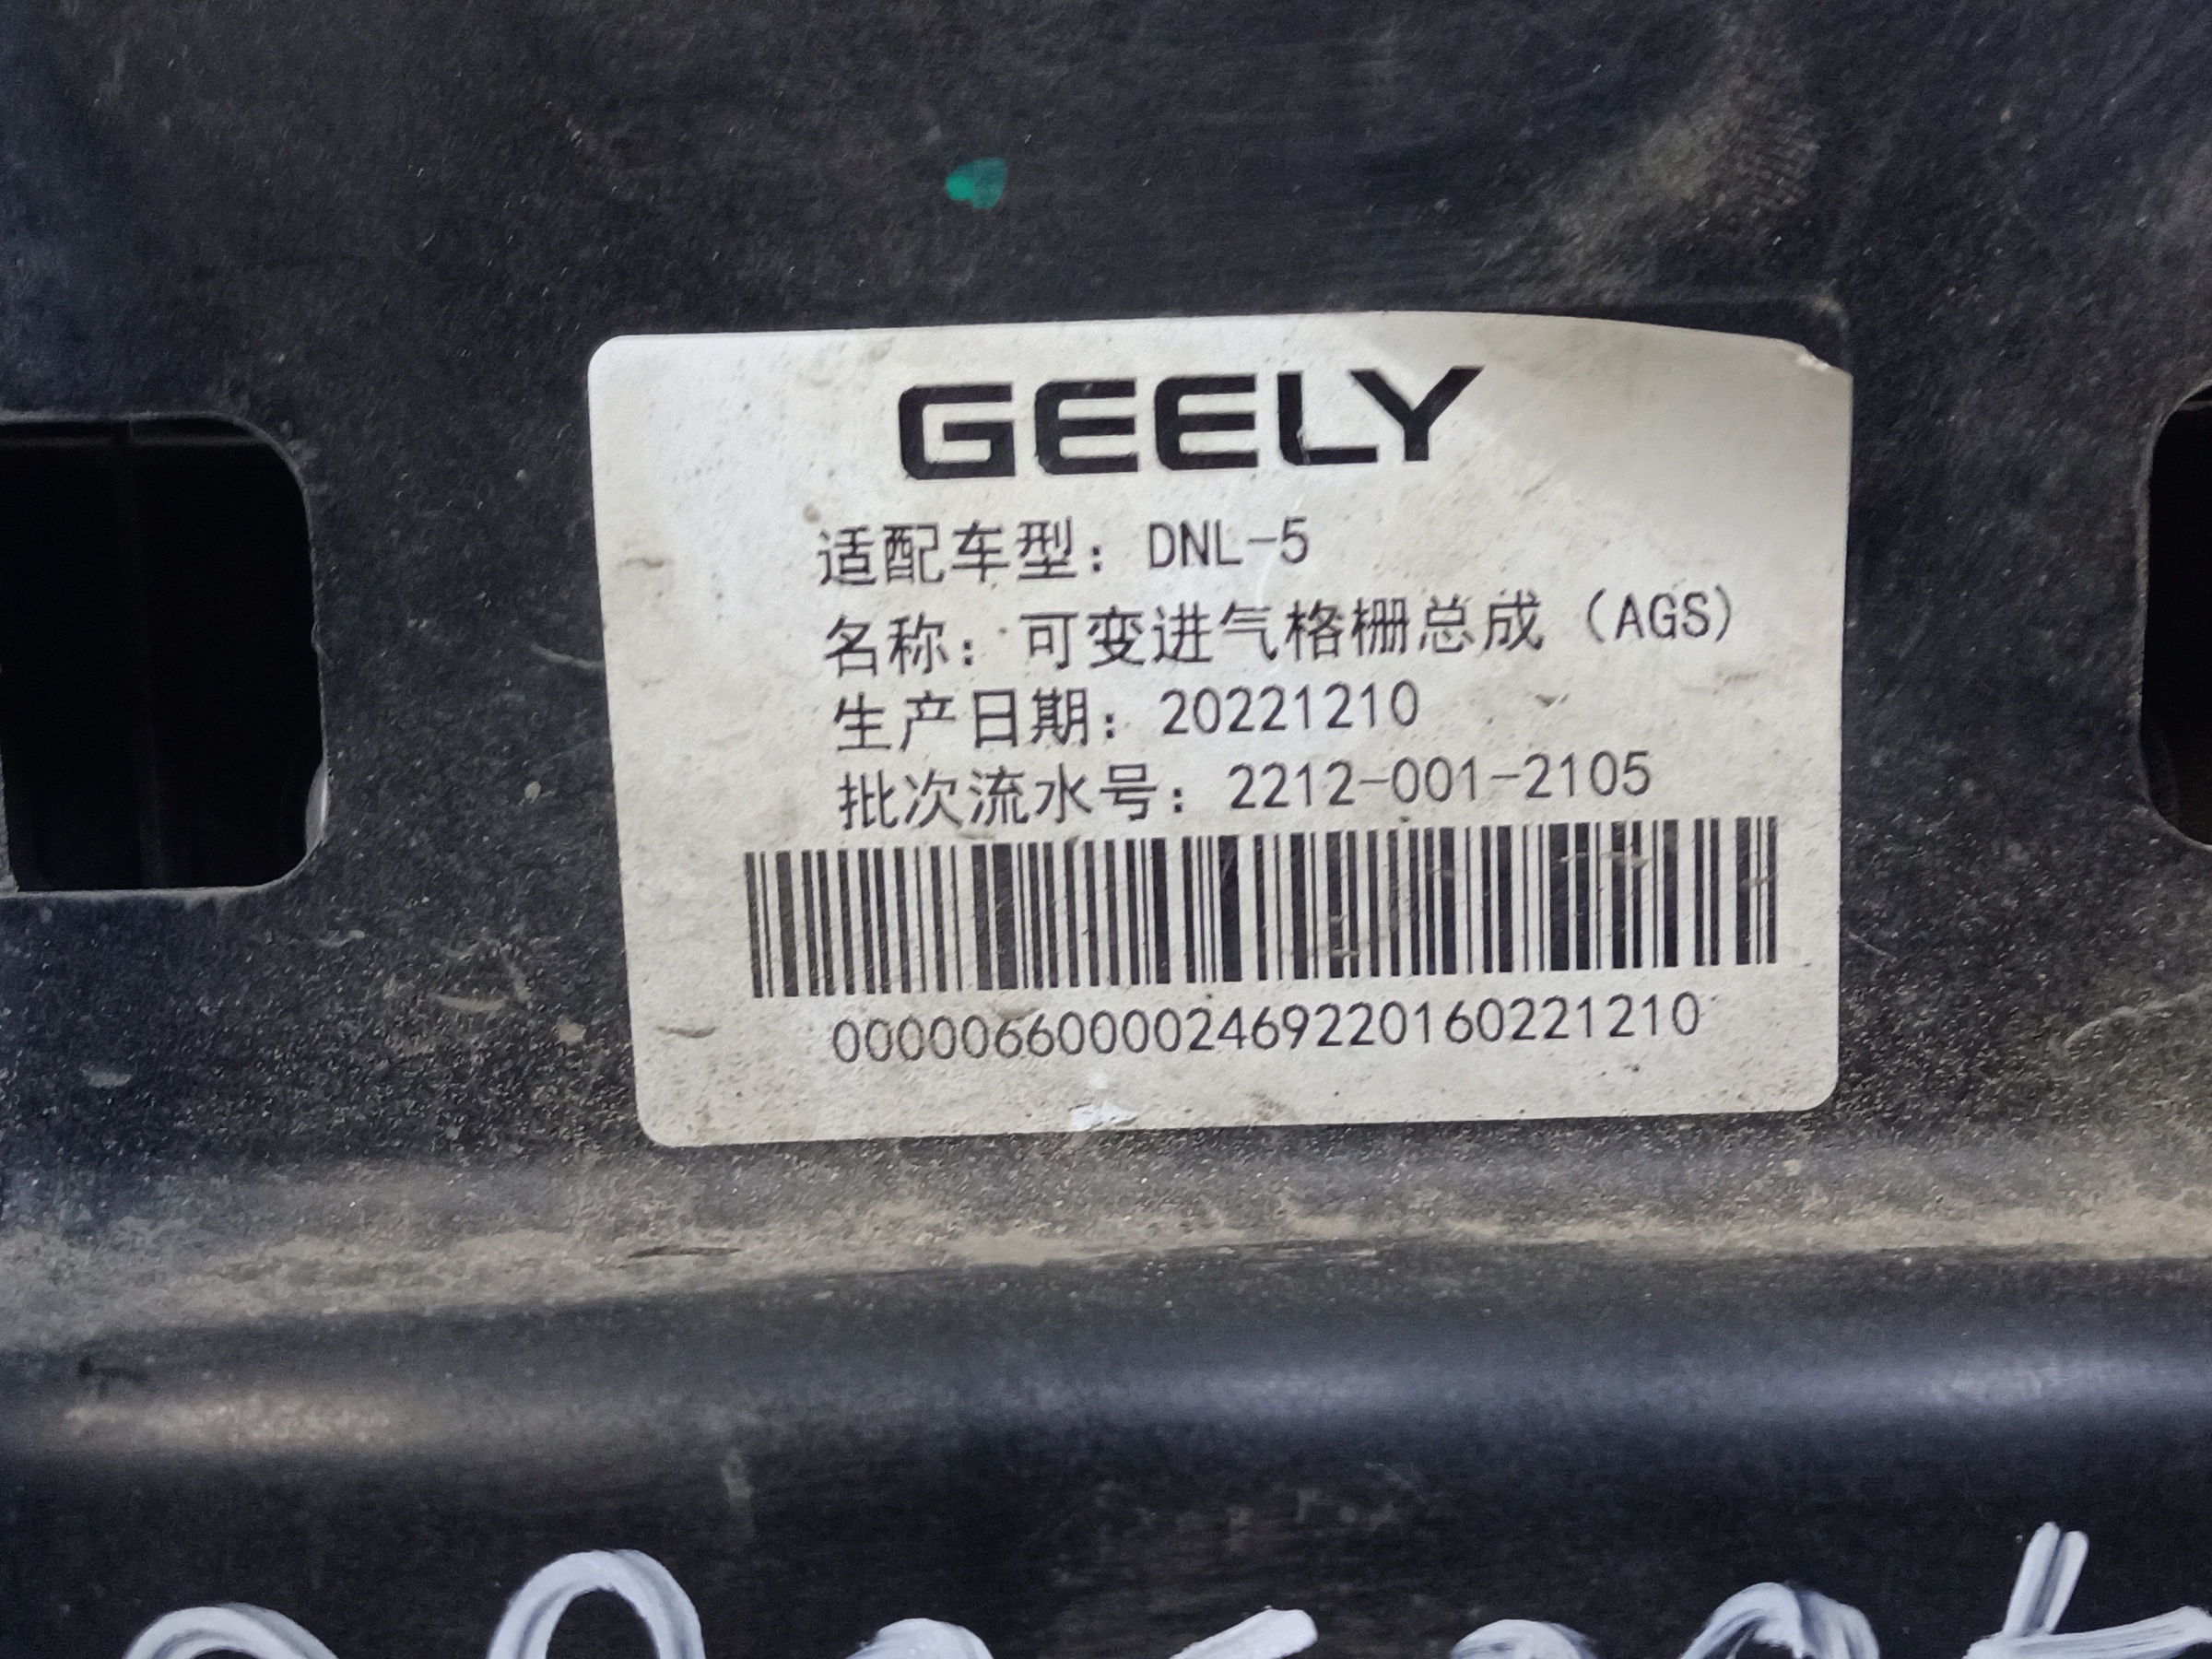 GEELY
适配车型：DNL-5
名称：可变进气格栅总成（AGS）
生产日期：20221210
批次流水号：2212-001-2105
000006600002469220160221210